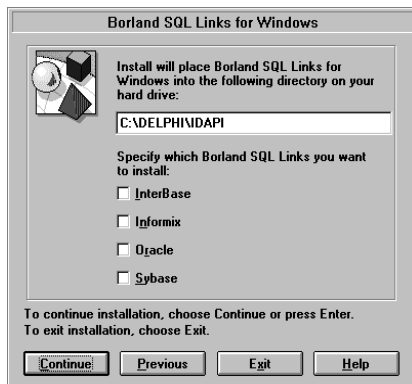 Borland SQL Links for Windows
Install will place Borland SQL Links for
Windows into the following directory on your
hard drive:
C:\DELPHI\IDAPI
Specify which Borland SQL Links you want
to install:
InterBase
Informix
Oracle
Sybase
To continue installation, choose Continue or press Enter.
To exit installation, choose Exit.
Continue Previous Exit Help